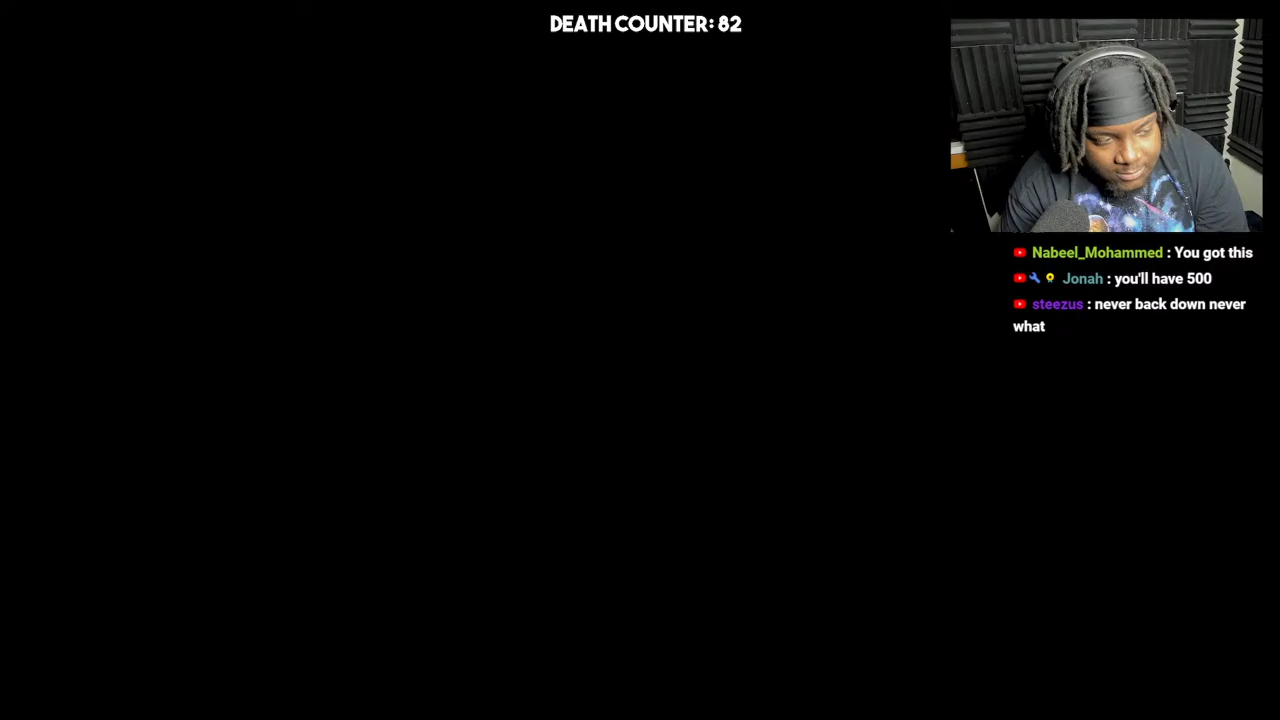 DEATH COUNTER: 82
Nabeel_Mohammed : You got this
Jonah : you'll have 500
steezus : never back down never
what